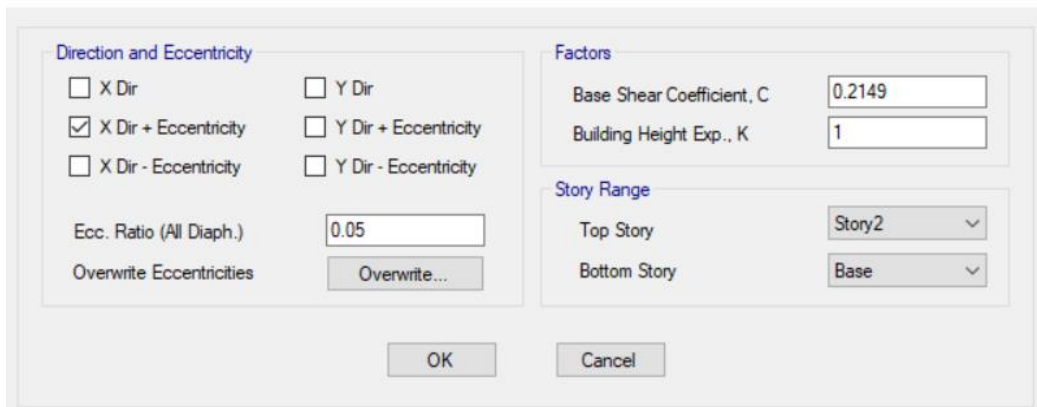 Direction and Eccentricity
X Dir
Y Dir
X Dir + Eccentricity
Y Dir + Eccentricity
X Dir - Eccentricity
Y Dir - Eccentricity
Ecc. Ratio (All Diaph.)
0.05
Overwrite Eccentricities
Overwrite...
Factors
Base Shear Coefficient, C
0.2149
Building Height Exp., K
1
Story Range
Top Story
Story2
Bottom Story
Base
OK
Cancel